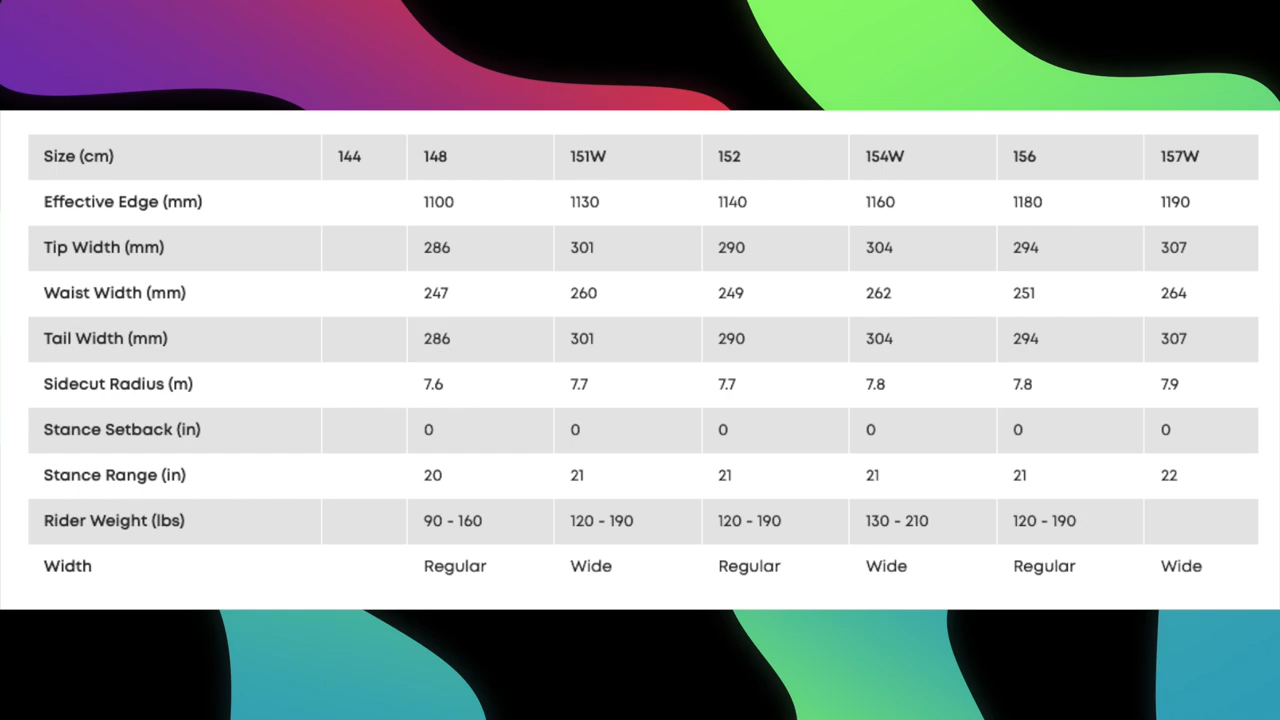 Size (cm) 144 148 151W 152 154W 156 157W
Effective Edge (mm) 1100 1130 1140 1160 1180 1190
Tip Width (mm) 286 301 290 304 294 307
Waist Width (mm) 247 260 249 262 251 264
Tail Width (mm) 286 301 290 304 294 307
Sidecut Radius (m) 7.6 7.7 7.7 7.8 7.8 7.9
Stance Setback (in) 0 0 0 0 0 0
Stance Range (in) 20 21 21 21 21 22
Rider Weight (lbs) 90 - 160 120 - 190 120 - 190 130 - 210 120 - 190
Width Regular Wide Regular Wide Regular Wide